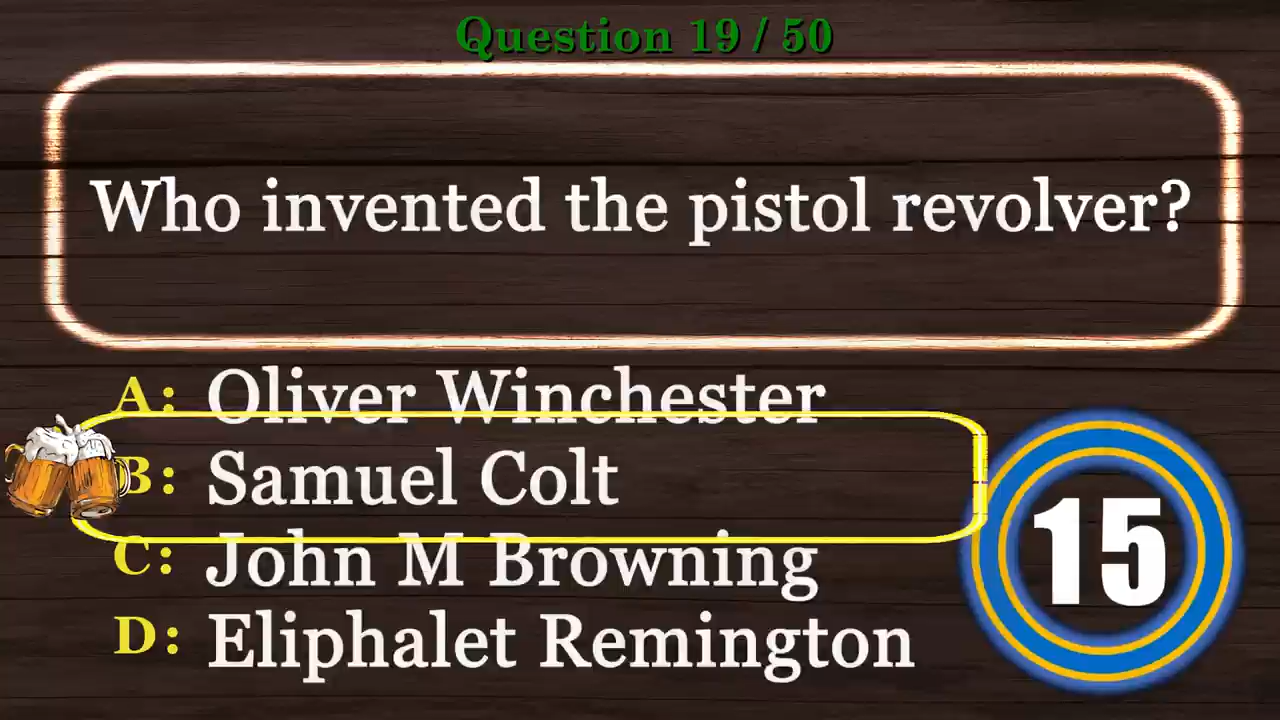 Question 19 / 50
Who invented the pistol revolver?
A: Oliver Winchester
B: Samuel Colt
C: John M Browning
D: Eliphalet Remington
15